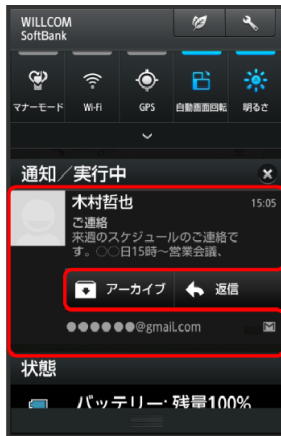 WILLCOM
SoftBank
マナーモード Wi-Fi GPS 自動画面回転 明るさ
通知/実行中
木村哲也 15:05
ご連絡
来週のスケジュールのご連絡で
す。○○日15時～営業会議、
アーカイブ 返信
●●●●●●@gmail.com
状態
バッテリー: 残量100%